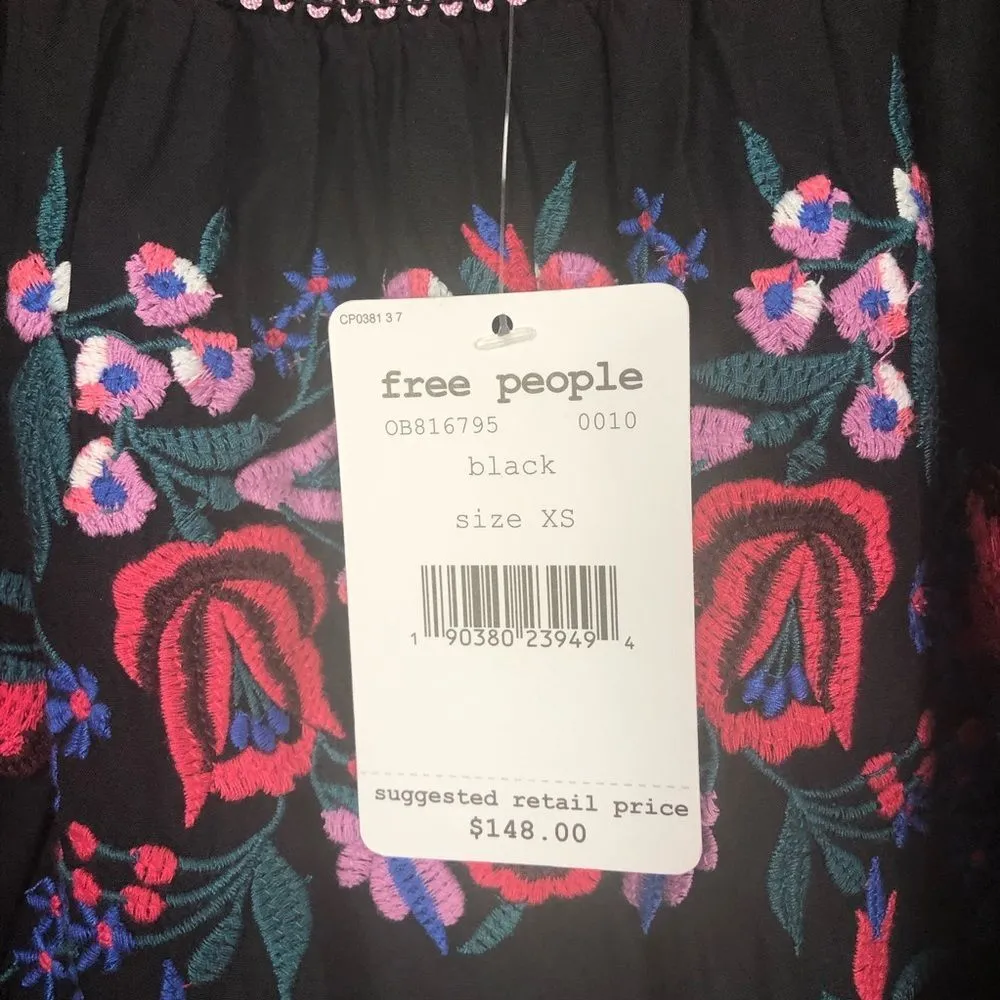 CP0381 3 7
free people
OB816795 0010
black
size XS
1 90380 23949 4
suggested retail price
$148.00